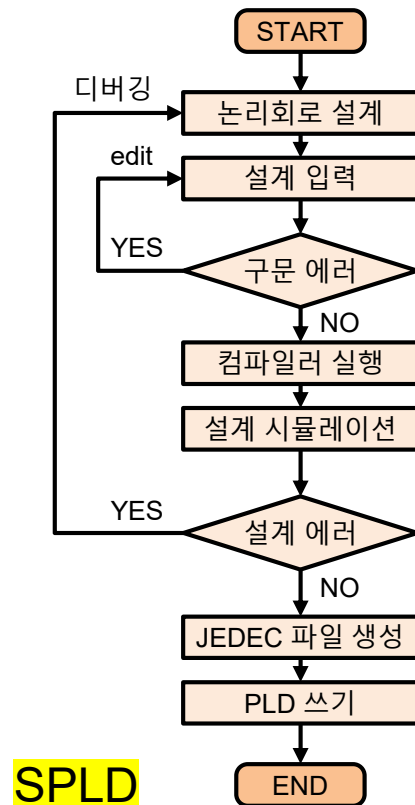 START
디버깅
논리회로 설계
edit
설계 입력
YES
구문 에러
NO
컴파일러 실행
설계 시뮬레이션
YES
설계 에러
NO
JEDEC 파일 생성
PLD 쓰기
SPLD
END